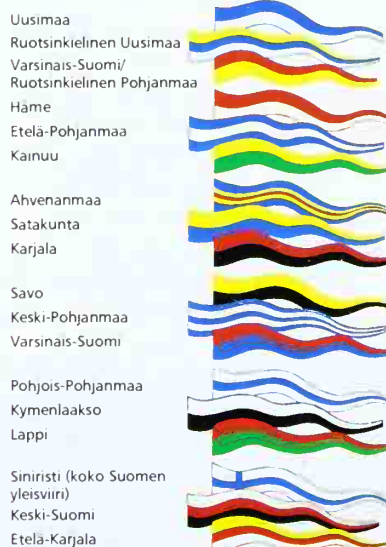 Uusimaa
Ruotsinkielinen Uusimaa
Varsinais-Suomi/
Ruotsinkielinen Pohjanmaa
Häme
Etelä-Pohjanmaa
Kainuu
Ahvenanmaa
Satakunta
Karjala
Savo
Keski-Pohjanmaa
Varsinais-Suomi
Pohjois-Pohjanmaa
Kymenlaakso
Lappi
Siniristi (koko Suomen
yleisviiri)
Keski-Suomi
Etelä-Karjala